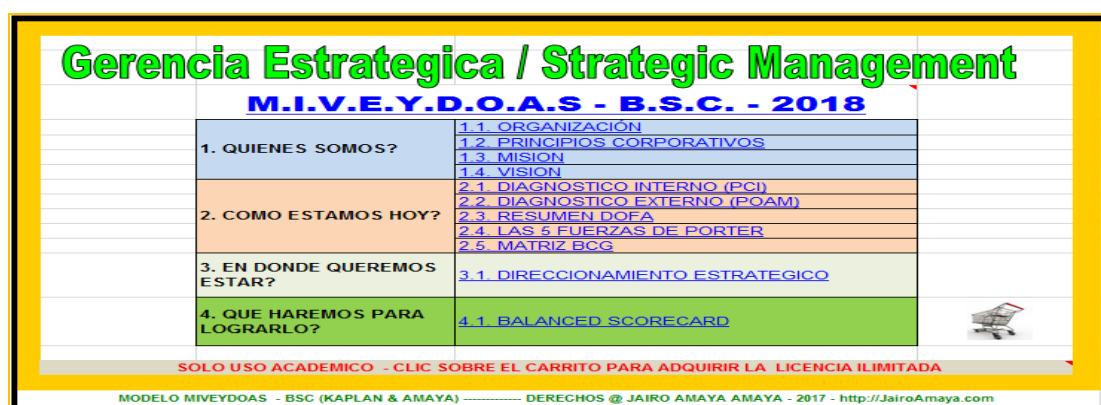 Gerencia Estrategica / Strategic Management
M.I.V.E.Y.D.O.A.S - B.S.C. - 2018
1. QUIENES SOMOS?
1.1. ORGANIZACIÓN
1.2. PRINCIPIOS CORPORATIVOS
1.3. MISION
1.4. VISION
2. COMO ESTAMOS HOY?
2.1. DIAGNOSTICO INTERNO (PCI)
2.2. DIAGNOSTICO EXTERNO (POAM)
2.3. RESUMEN DOFA
2.4. LAS 5 FUERZAS DE PORTER
2.5. MATRIZ BCG
3. EN DONDE QUEREMOS
ESTAR?
3.1. DIRECCIONAMIENTO ESTRATEGICO
4. QUE HAREMOS PARA
LOGRARLO?
4.1. BALANCED SCORECARD
SOLO USO ACADEMICO - CLIC SOBRE EL CARRITO PARA ADQUIRIR LA LICENCIA ILIMITADA
MODELO MIVEYDOAS - BSC (KAPLAN & AMAYA) ------------ DERECHOS @ JAIRO AMAYA AMAYA - 2017 - http://JairoAmaya.com